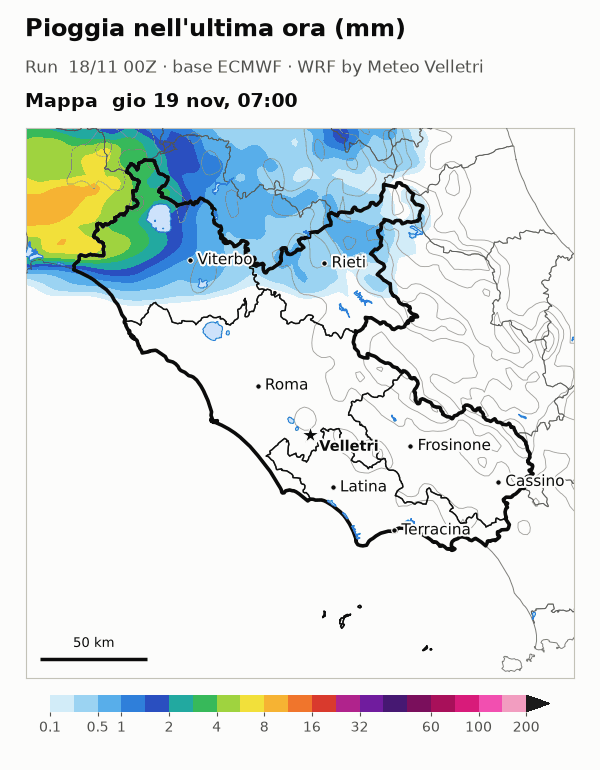 Pioggia nell'ultima ora (mm)
Run  18/11 00Z · base ECMWF · WRF by Meteo Velletri
Mappa  gio 19 nov, 07:00
Viterbo
Rieti
Roma
Velletri
Frosinone
Latina
Cassino
Terracina
50 km
0.1 0.5 1 2 4 8 16 32 60 100 200